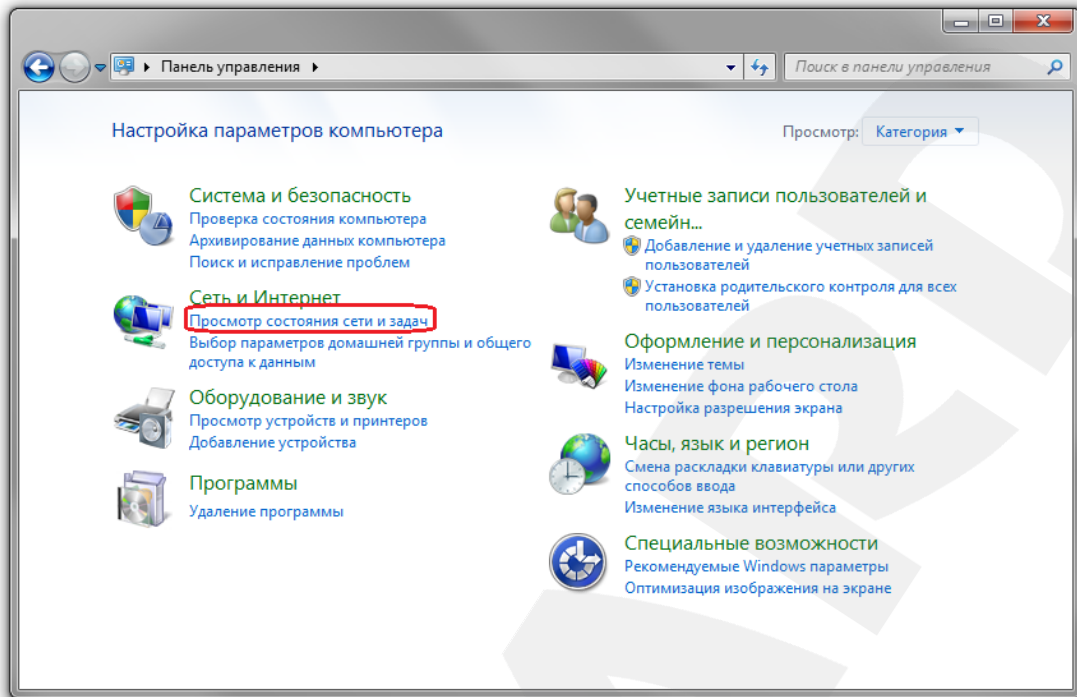 Панель управления
Поиск в панели управления
Настройка параметров компьютера
Просмотр: Категория
Система и безопасность
Проверка состояния компьютера
Архивирование данных компьютера
Поиск и исправление проблем
Сеть и Интернет
Просмотр состояния сети и задач
Выбор параметров домашней группы и общего
доступа к данным
Оборудование и звук
Просмотр устройств и принтеров
Добавление устройства
Программы
Удаление программы
Учетные записи пользователей и
семейн...
Добавление и удаление учетных записей
пользователей
Установка родительского контроля для всех
пользователей
Оформление и персонализация
Изменение темы
Изменение фона рабочего стола
Настройка разрешения экрана
Часы, язык и регион
Смена раскладки клавиатуры или других
способов ввода
Изменение языка интерфейса
Специальные возможности
Рекомендуемые Windows параметры
Оптимизация изображения на экране